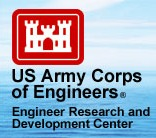 US Army Corps
of Engineers®
Engineer Research and
Development Center